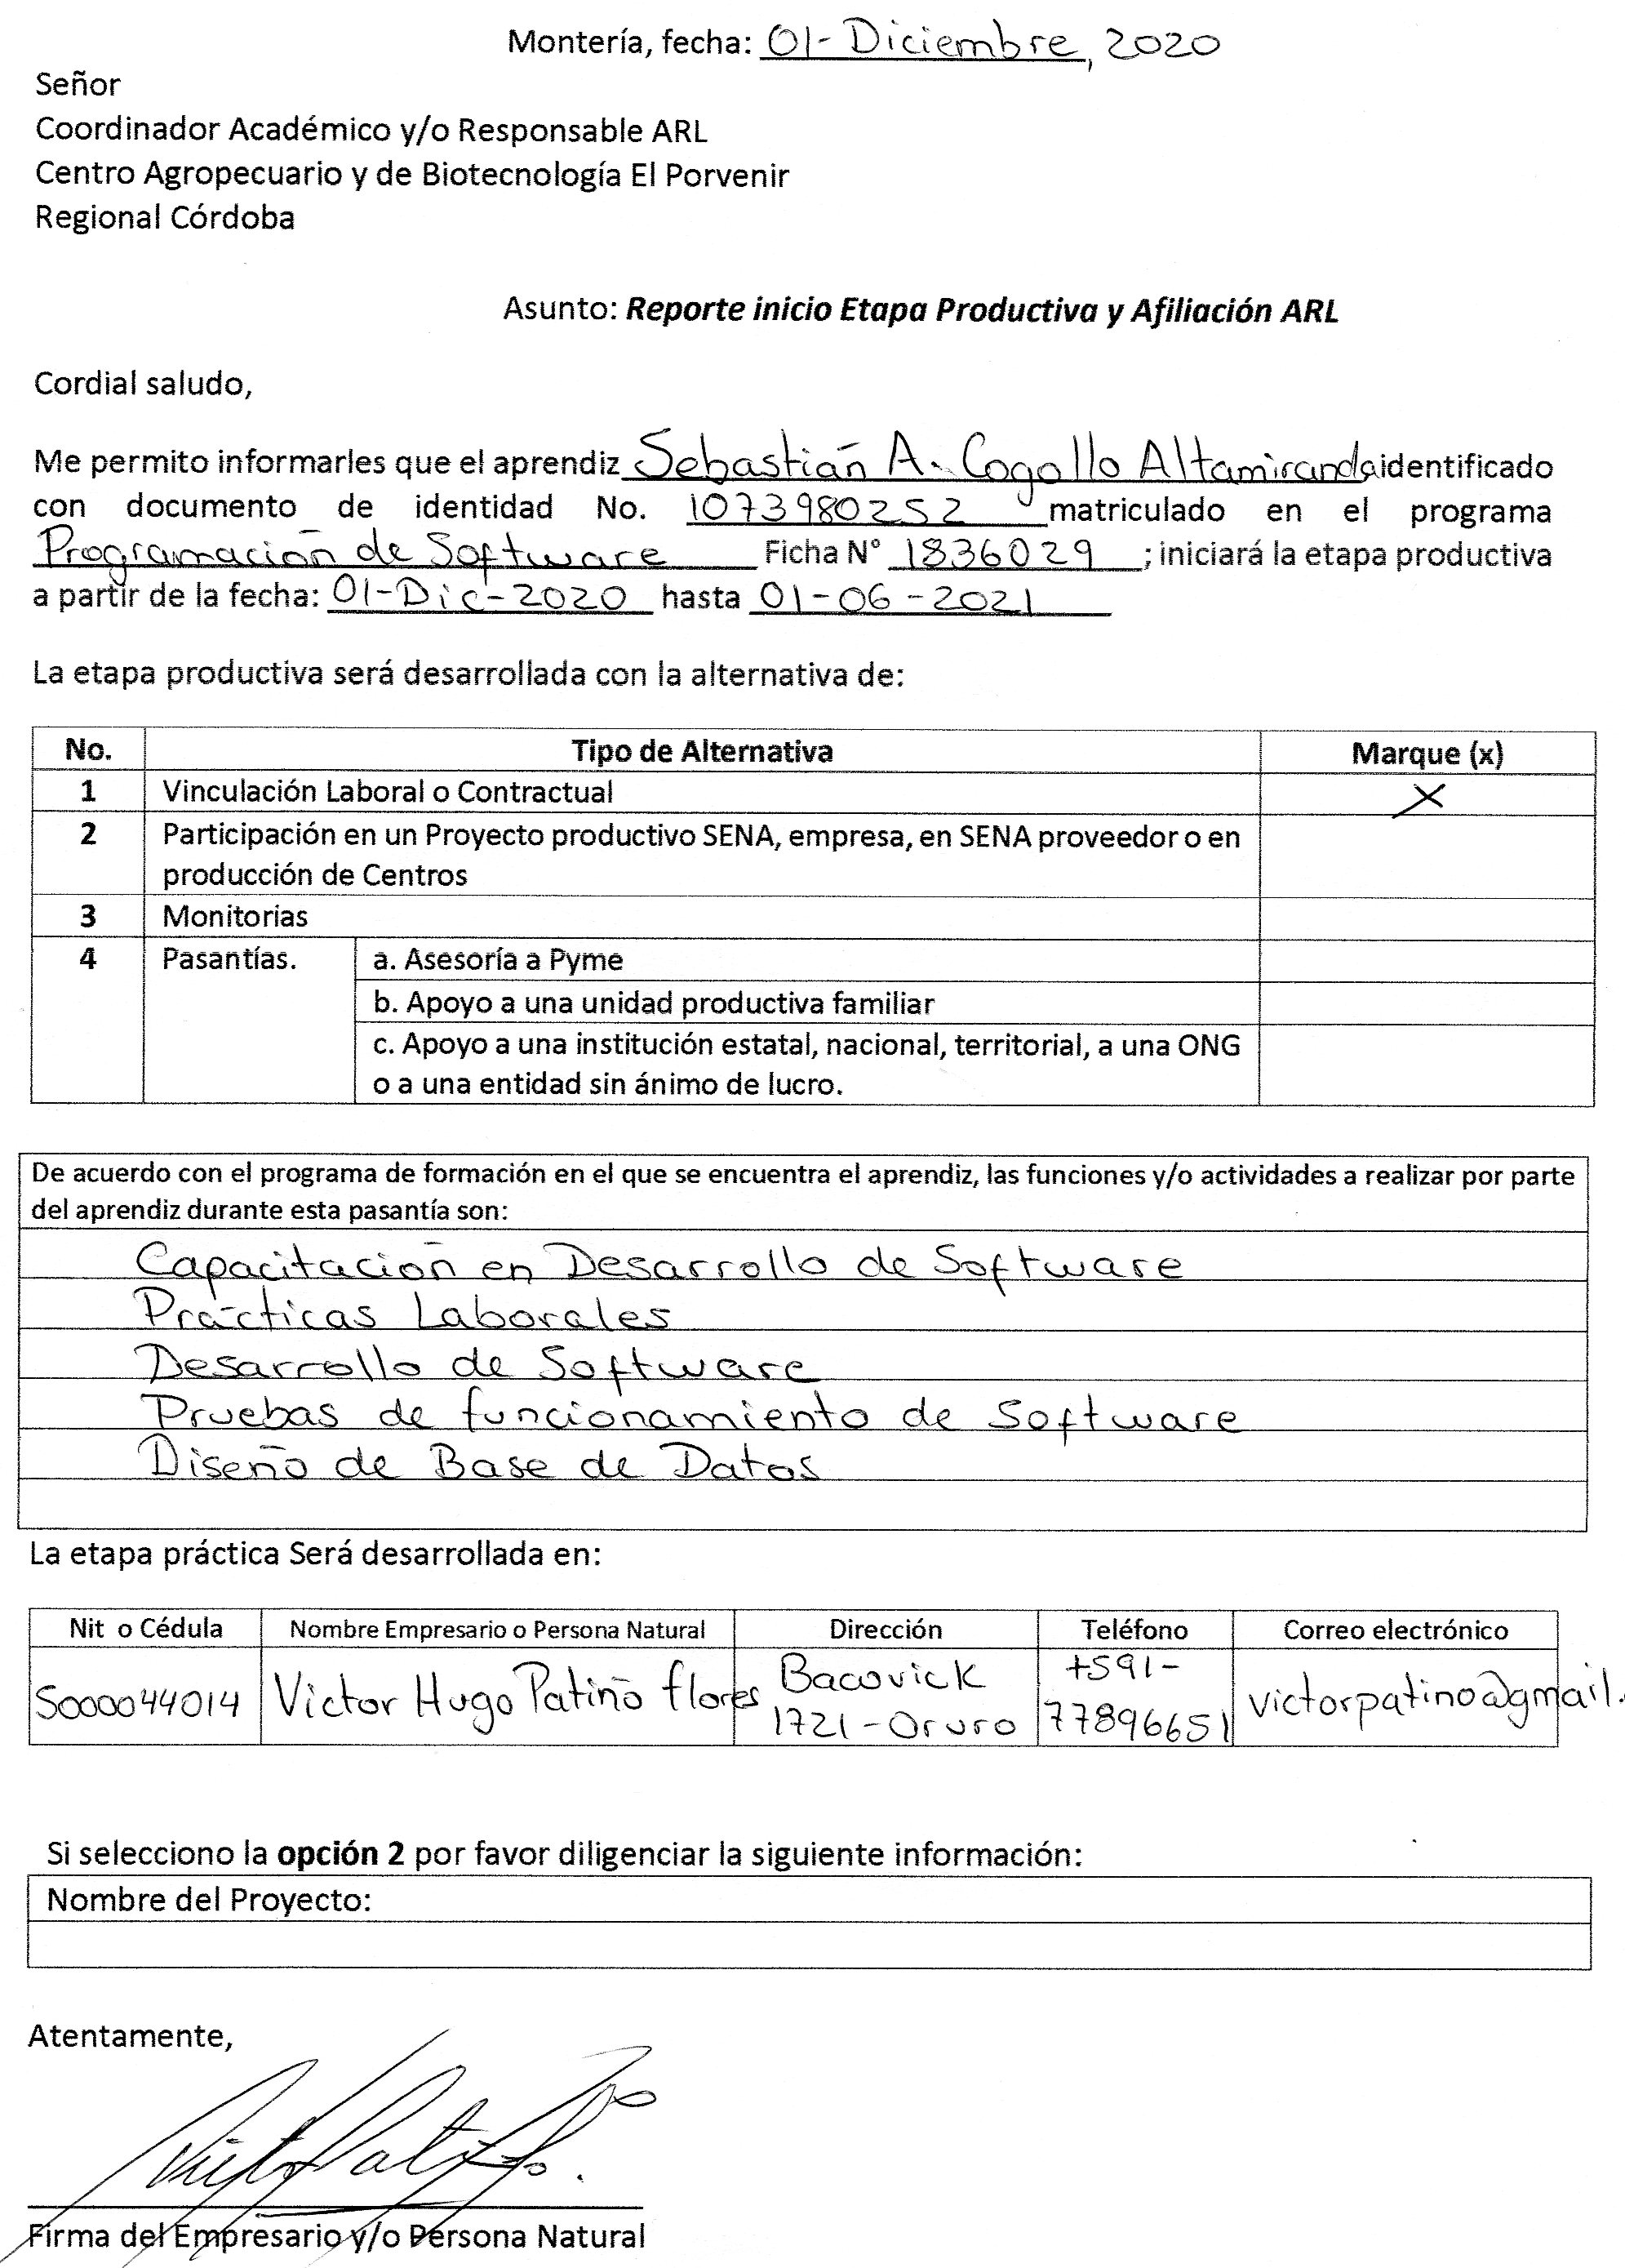 Montería, fecha: 01-Diciembre, 2020
Señor
Coordinador Académico y/o Responsable ARL
Centro Agropecuario y de Biotecnología El Porvenir
Regional Córdoba
Asunto: Reporte inicio Etapa Productiva y Afiliación ARL
Cordial saludo,
Me permito informarles que el aprendiz Sebastián A. Cogollo Altamiranda identificado
con documento de identidad No. 1073980252 matriculado en el programa
Programación de Software Ficha N° 1836029 ; iniciará la etapa productiva
a partir de la fecha: 01-Dic-2020 hasta 01-06-2021
La etapa productiva será desarrollada con la alternativa de:
No. Tipo de Alternativa Marque (x)
1 Vinculación Laboral o Contractual X
2 Participación en un Proyecto productivo SENA, empresa, en SENA proveedor o en
producción de Centros
3 Monitorias
4 Pasantías. a. Asesoría a Pyme
b. Apoyo a una unidad productiva familiar
c. Apoyo a una institución estatal, nacional, territorial, a una ONG
o a una entidad sin ánimo de lucro.
De acuerdo con el programa de formación en el que se encuentra el aprendiz, las funciones y/o actividades a realizar por parte
del aprendiz durante esta pasantía son:
Capacitación en Desarrollo de Software
Prácticas Laborales
Desarrollo de Software
Pruebas de funcionamiento de Software
Diseño de Base de Datos
La etapa práctica Será desarrollada en:
Nit o Cédula Nombre Empresario o Persona Natural Dirección Teléfono Correo electrónico
5000044014 Victor Hugo Patiño flores Bacovick 1721-Oruro +591-77896651 victorpatino@gmail.
Si selecciono la opción 2 por favor diligenciar la siguiente información:
Nombre del Proyecto:
Atentamente,
Firma del Empresario y/o Persona Natural